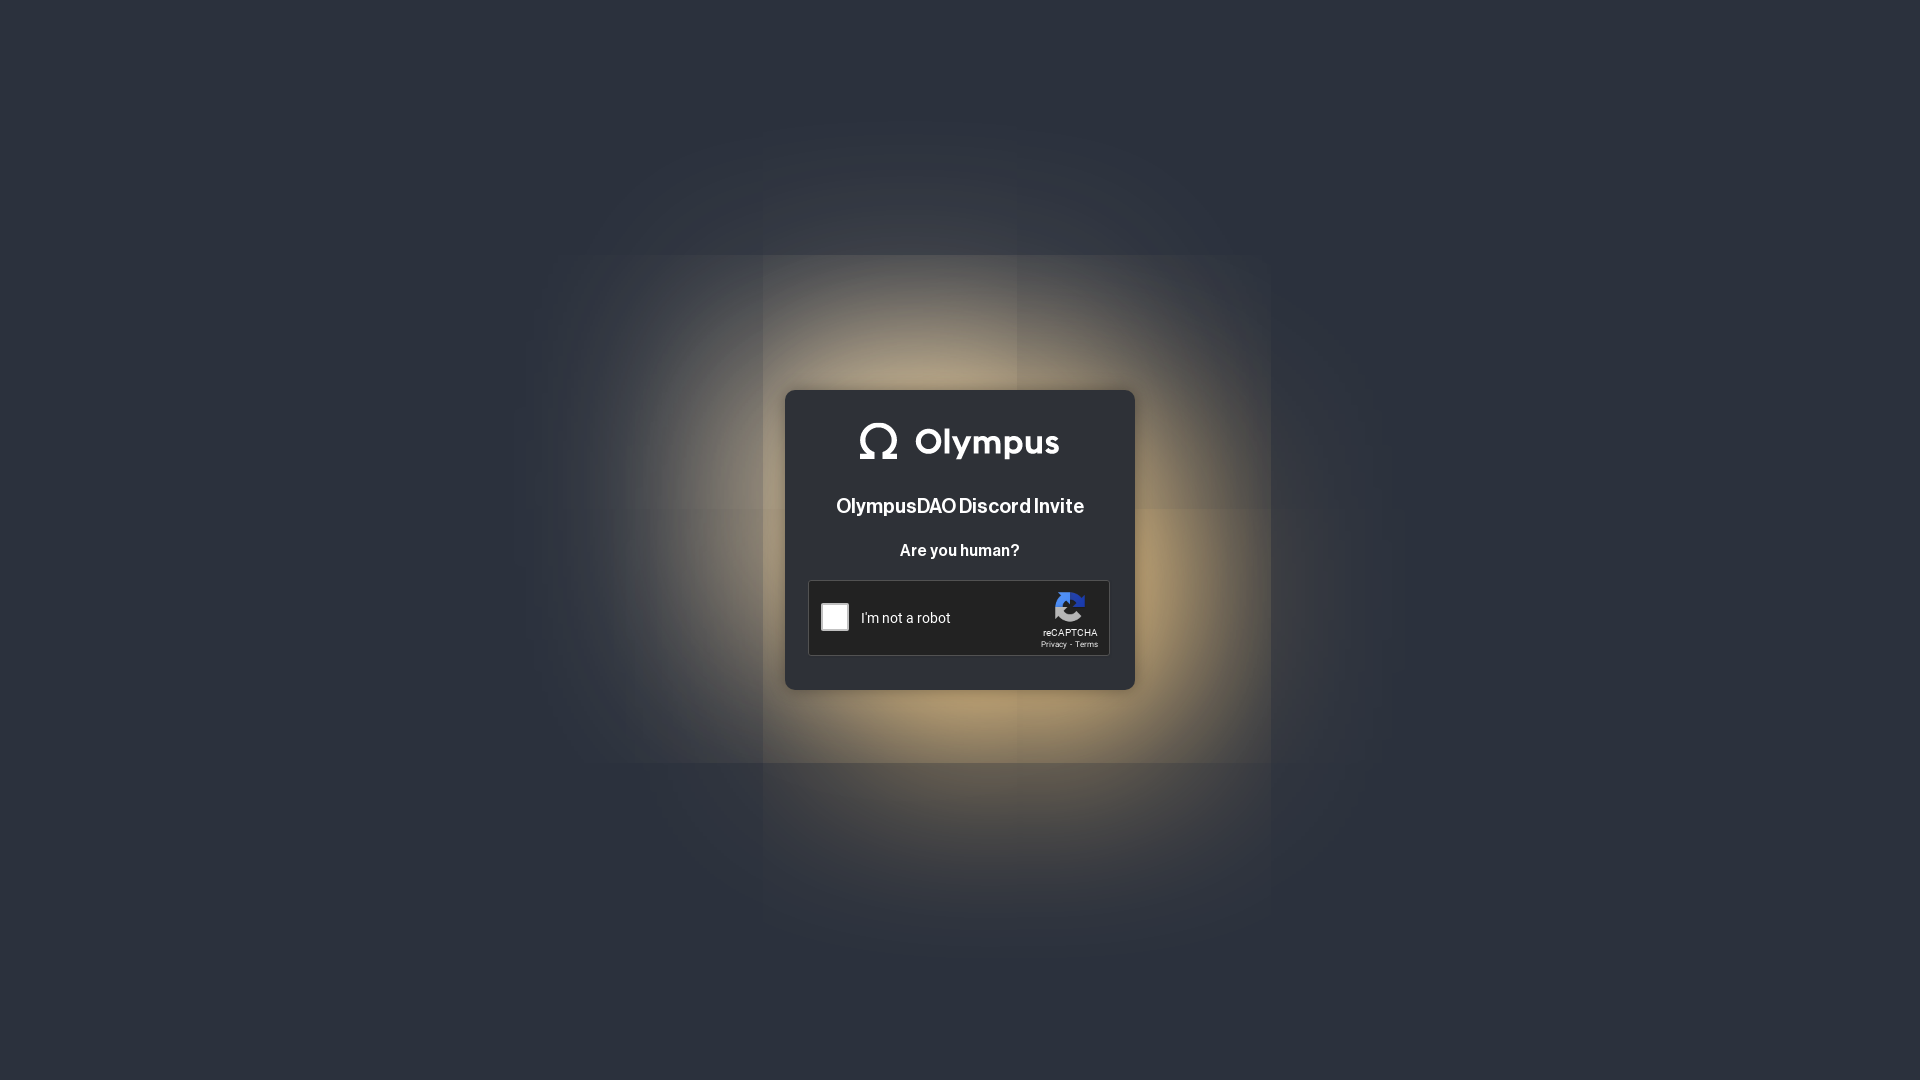 Olympus
OlympusDAO Discord Invite
Are you human?
I'm not a robot
reCAPTCHA
Privacy - Terms